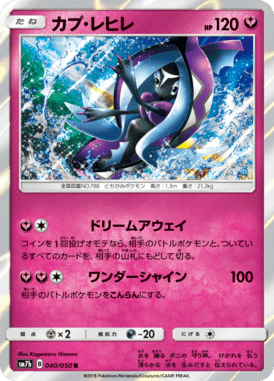 たね カプ・レヒレ HP 120
全国図鑑NO.788 とちがみポケモン 高さ:1.3m 重さ:21.2kg
ドリームアウェイ
コインを1回投げオモテなら、相手のバトルポケモンと、ついているすべてのカードを、相手の山札にもどして切る。
ワンダーシャイン 100
相手のバトルポケモンをこんらんにする。
弱点 ×2 抵抗力 -20 にげる
Illus. Kagemaru Himeno
sm7b D 040/050 R
©2018 Pokémon/Nintendo/Creatures/GAME FREAK.